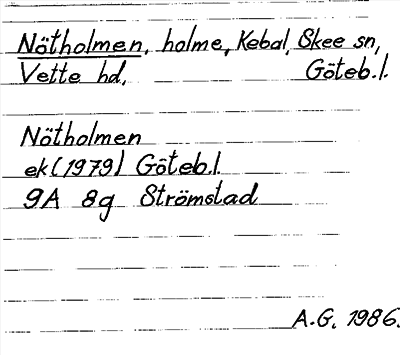 Nötholmen, holme, Kebal, Skee sn,
Vette hd, Göteb.l.
Nötholmen
ek (1979) Göteb.l.
9A 8g Strömstad
A.G. 1986.